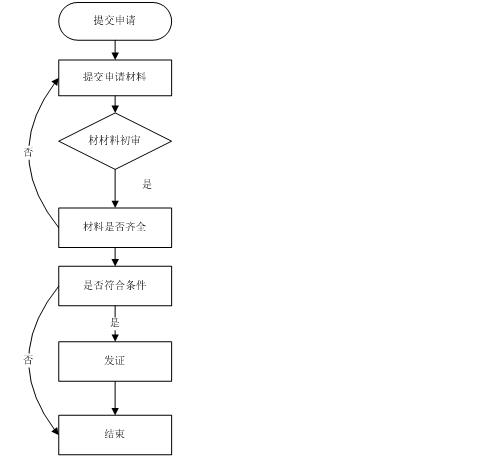 提交申请
提交申请材料
材材料初审
否
是
材料是否齐全
是否符合条件
是
否
发证
结束